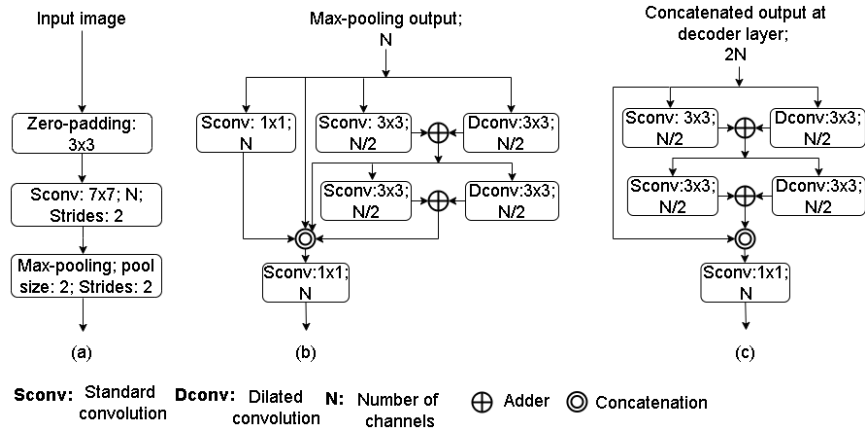 Input image
Zero-padding:
3x3
Sconv: 7x7; N;
Strides: 2
Max-pooling; pool
size: 2; Strides: 2
(a)
Max-pooling output;
N
Sconv: 1x1;
N
Sconv: 3x3;
N/2
Dconv:3x3;
N/2
Sconv:3x3;
N/2
Dconv:3x3;
N/2
Sconv:1x1;
N
(b)
Concatenated output at
decoder layer;
2N
Sconv: 3x3;
N/2
Dconv:3x3;
N/2
Sconv:3x3;
N/2
Dconv:3x3;
N/2
Sconv:1x1;
N
(c)
Sconv: Standard
convolution
Dconv: Dilated
convolution
N: Number of
channels
Adder
Concatenation